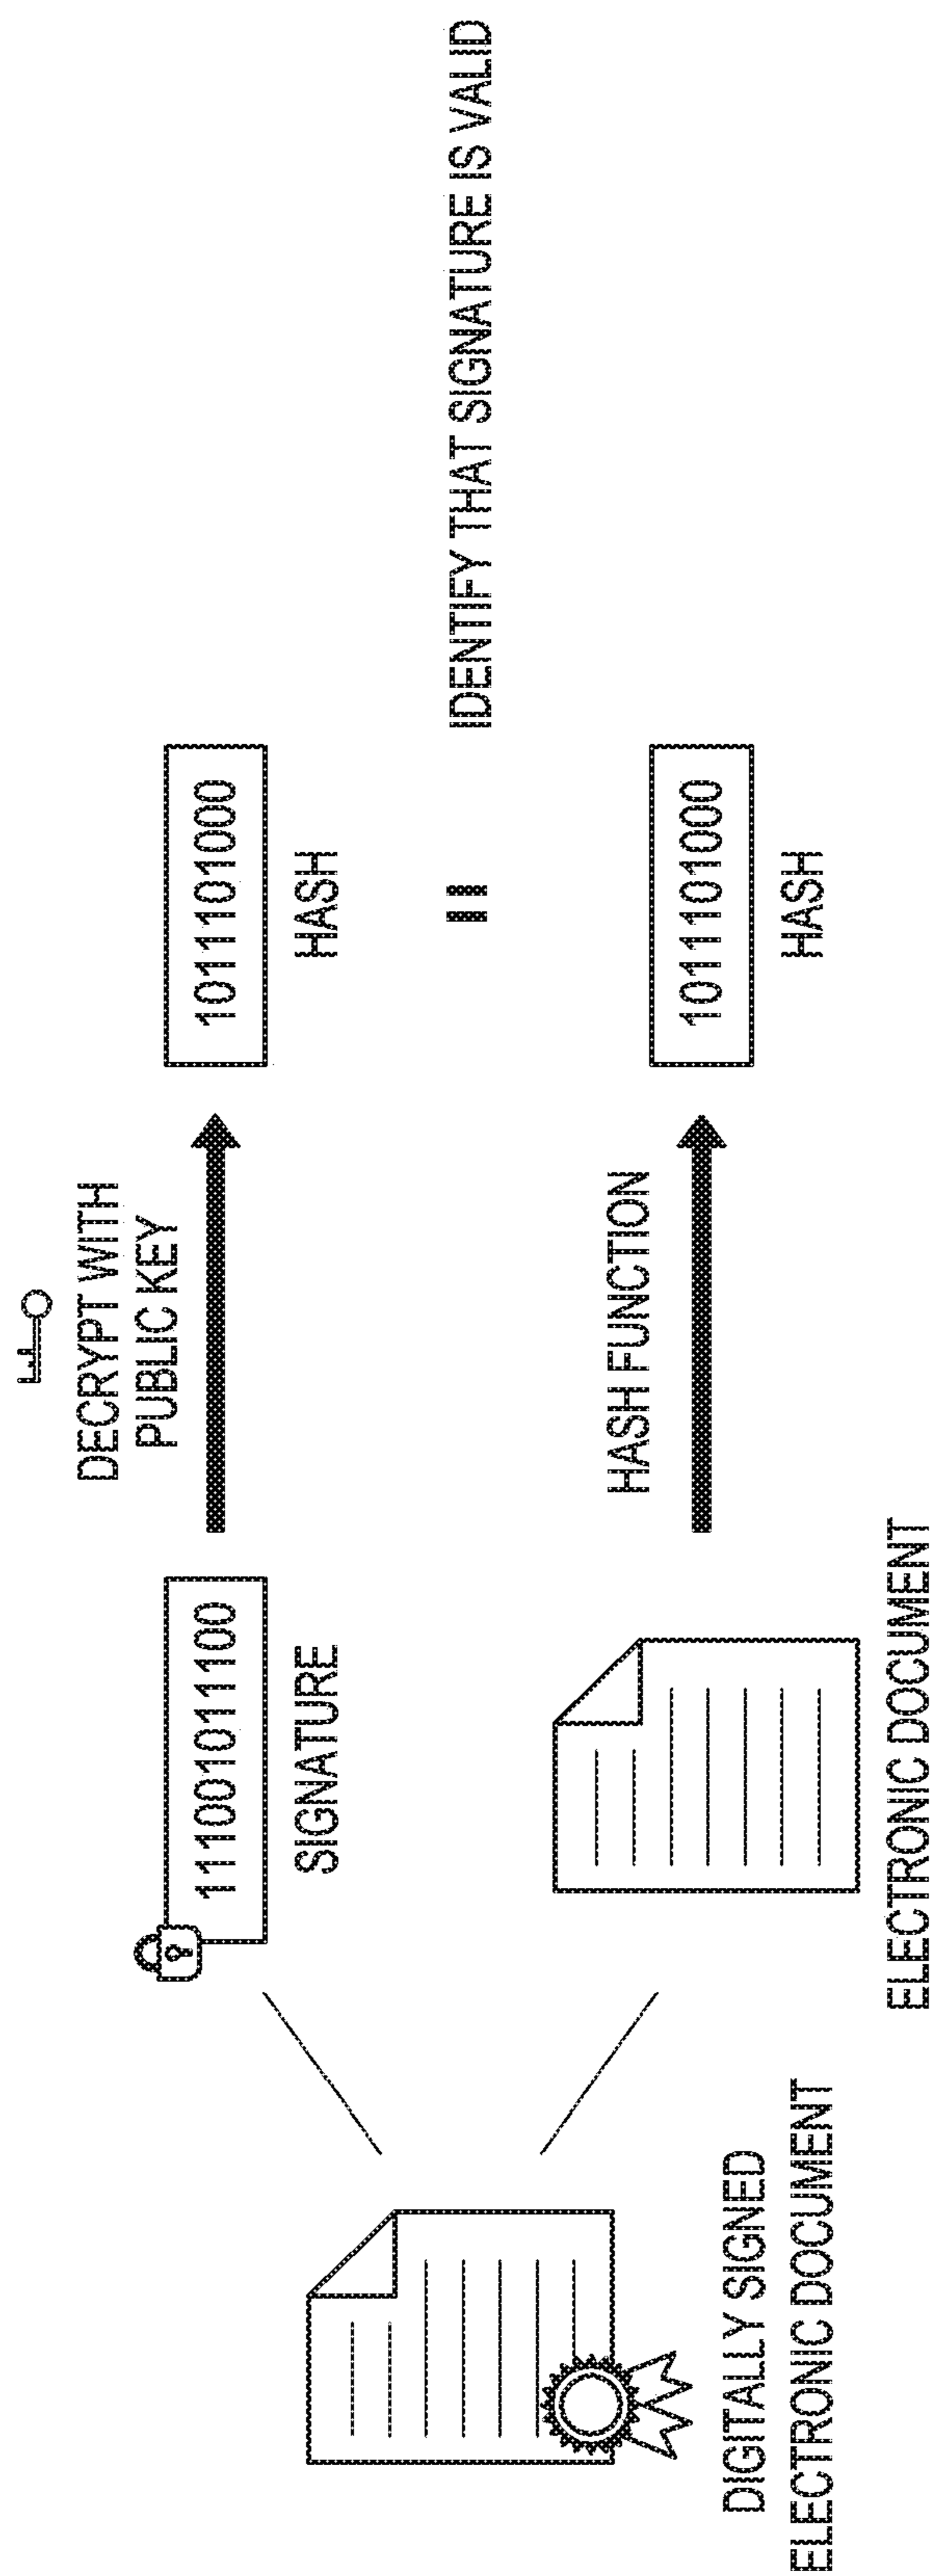 DIGITALLY SIGNED
ELECTRONIC DOCUMENT
111001011100
SIGNATURE
ELECTRONIC DOCUMENT
DECRYPT WITH
PUBLIC KEY
HASH FUNCTION
1011101000
HASH
=
1011101000
HASH
IDENTIFY THAT SIGNATURE IS VALID